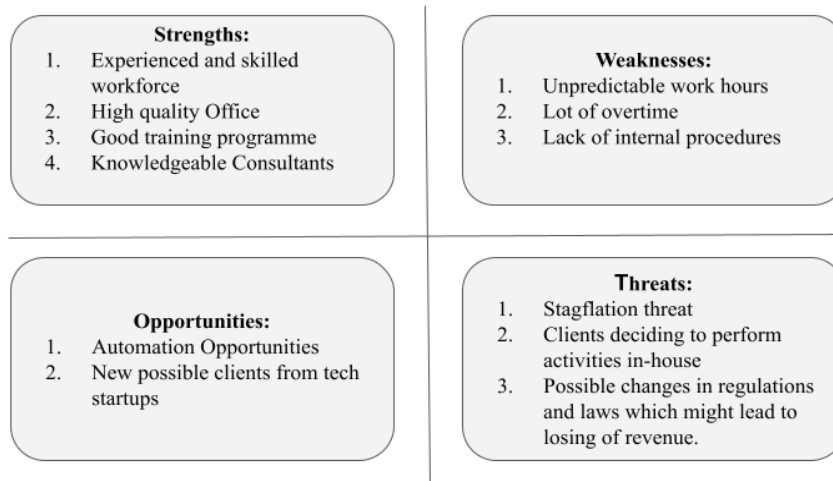 Strengths:
1. Experienced and skilled
workforce
2. High quality Office
3. Good training programme
4. Knowledgeable Consultants
Weaknesses:
1. Unpredictable work hours
2. Lot of overtime
3. Lack of internal procedures
Opportunities:
1. Automation Opportunities
2. New possible clients from tech
startups
Threats:
1. Stagflation threat
2. Clients deciding to perform
activities in-house
3. Possible changes in regulations
and laws which might lead to
losing of revenue.